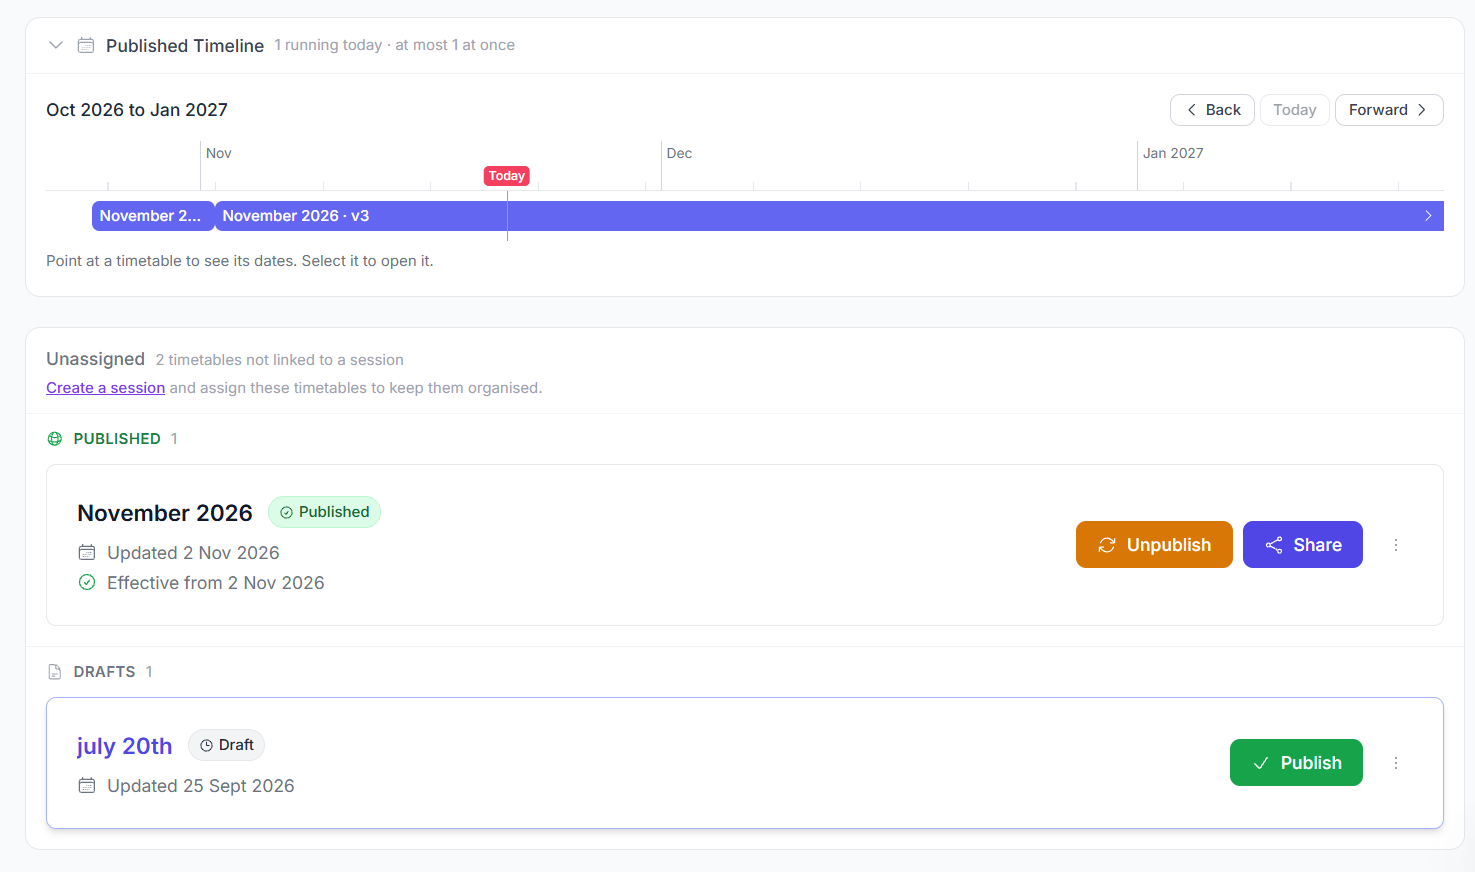 Published Timeline 1 running today · at most 1 at once
Oct 2026 to Jan 2027
Back Today Forward
Nov Dec Jan 2027
Today
November 2... November 2026 · v3
Point at a timetable to see its dates. Select it to open it.
Unassigned 2 timetables not linked to a session
Create a session and assign these timetables to keep them organised.
PUBLISHED 1
November 2026 Published
Updated 2 Nov 2026
Effective from 2 Nov 2026
Unpublish Share
DRAFTS 1
july 20th Draft
Updated 25 Sept 2026
Publish